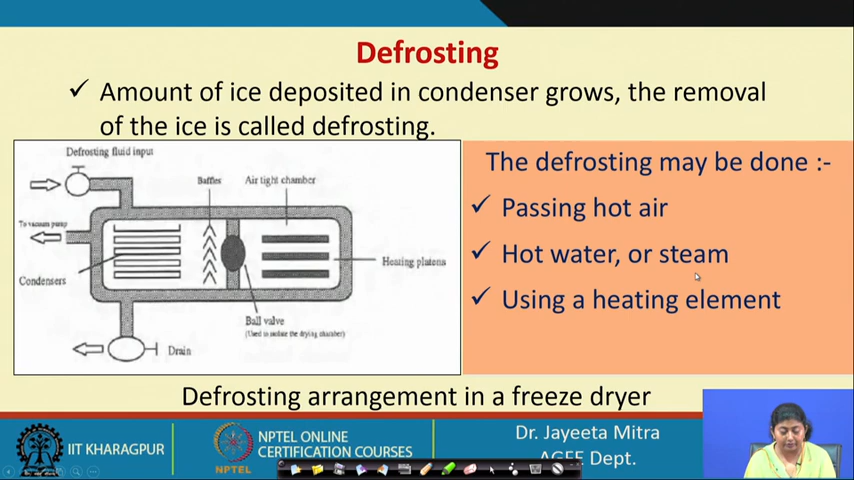 Defrosting
✓ Amount of ice deposited in condenser grows, the removal
of the ice is called defrosting.
Defrosting fluid input
Baffles
Air tight chamber
To vacuum pump
Condensers
Heating platens
Ball valve
(Used to isolate the drying chamber)
Drain
The defrosting may be done :-
✓ Passing hot air
✓ Hot water, or steam
✓ Using a heating element
Defrosting arrangement in a freeze dryer
IIT KHARAGPUR
NPTEL
NPTEL ONLINE
CERTIFICATION COURSES
Dr. Jayeeta Mitra
AGFE Dept.